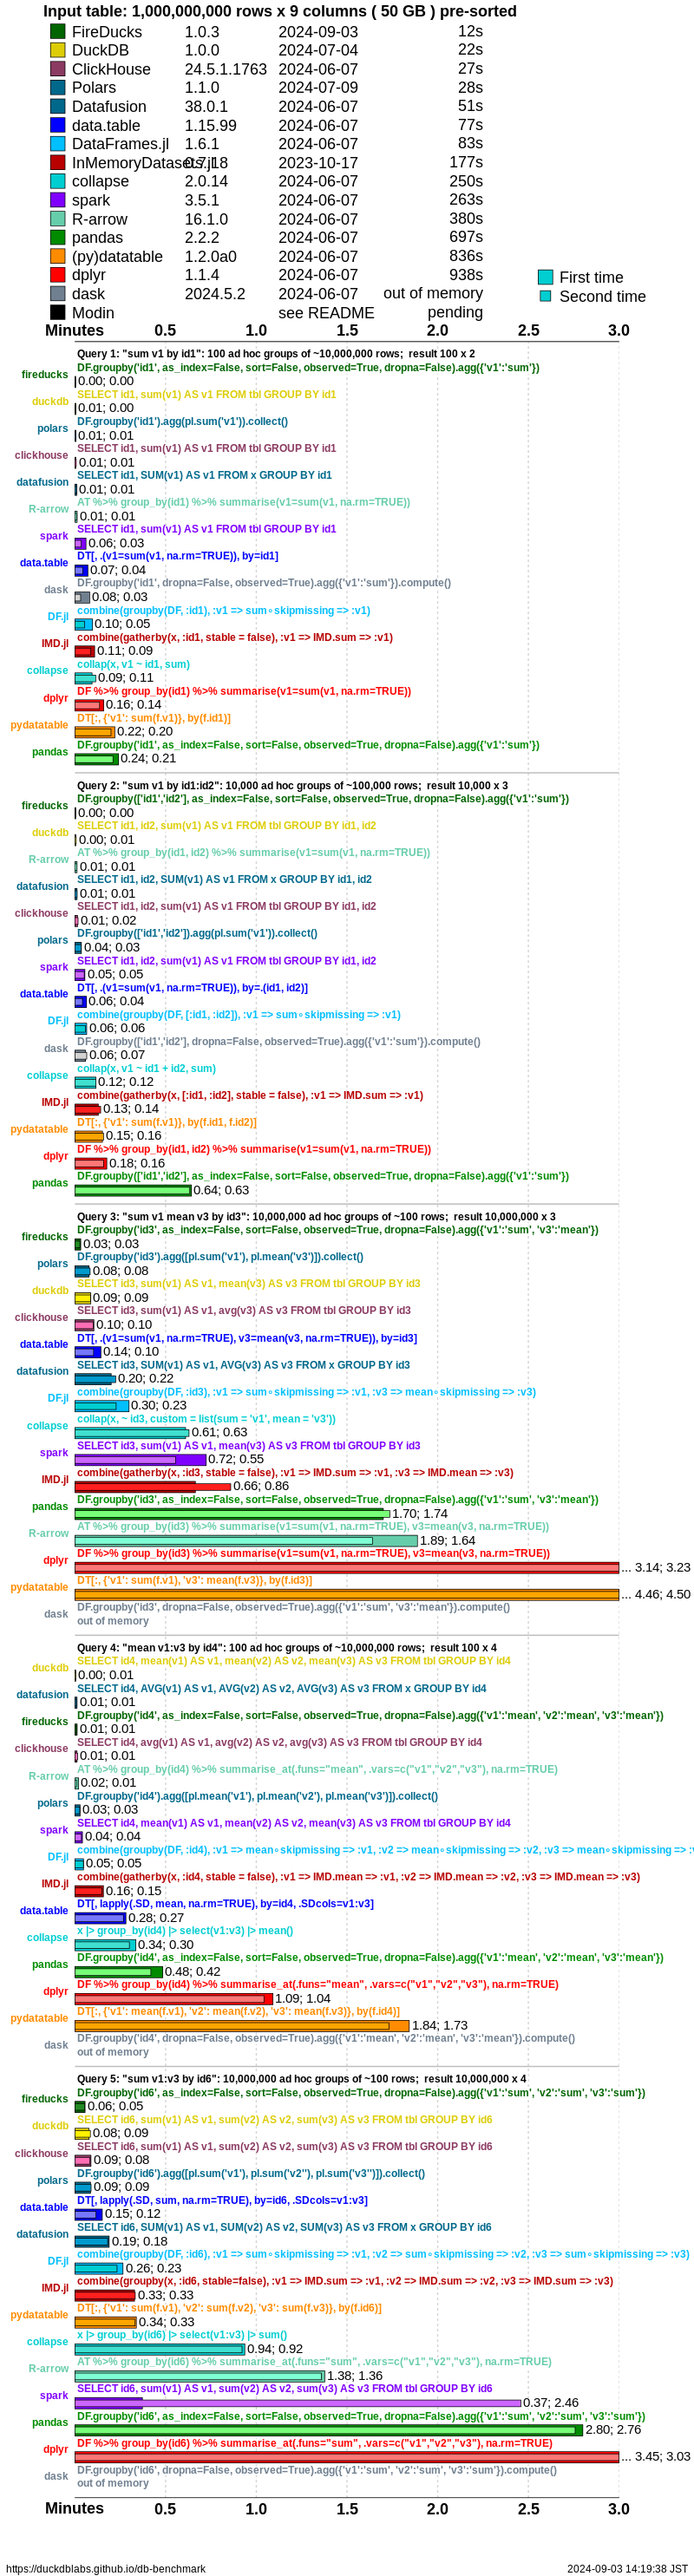 Input table: 1,000,000,000 rows x 9 columns ( 50 GB ) pre-sorted
FireDucks 1.0.3 2024-09-03 12s
DuckDB 1.0.0 2024-07-04 22s
ClickHouse 24.5.1.1763 2024-06-07 27s
Polars 1.1.0 2024-07-09 28s
Datafusion 38.0.1 2024-06-07 51s
data.table 1.15.99 2024-06-07 77s
DataFrames.jl 1.6.1 2024-06-07 83s
InMemoryDatasets.jl 0.7.18 2023-10-17 177s
collapse 2.0.14 2024-06-07 250s
spark 3.5.1 2024-06-07 263s
R-arrow 16.1.0 2024-06-07 380s
pandas 2.2.2 2024-06-07 697s
(py)datatable 1.2.0a0 2024-06-07 836s
dplyr 1.1.4 2024-06-07 938s
dask 2024.5.2 2024-06-07 out of memory
Modin see README pending
First time
Second time
Minutes 0.5 1.0 1.5 2.0 2.5 3.0
Query 1: "sum v1 by id1": 100 ad hoc groups of ~10,000,000 rows; result 100 x 2
fireducks DF.groupby('id1', as_index=False, sort=False, observed=True, dropna=False).agg({'v1':'sum'})
0.00; 0.00
duckdb SELECT id1, sum(v1) AS v1 FROM tbl GROUP BY id1
0.01; 0.00
polars DF.groupby('id1').agg(pl.sum('v1')).collect()
0.01; 0.01
clickhouse SELECT id1, sum(v1) AS v1 FROM tbl GROUP BY id1
0.01; 0.01
datafusion SELECT id1, SUM(v1) AS v1 FROM x GROUP BY id1
0.01; 0.01
R-arrow AT %>% group_by(id1) %>% summarise(v1=sum(v1, na.rm=TRUE))
0.01; 0.01
spark SELECT id1, sum(v1) AS v1 FROM tbl GROUP BY id1
0.06; 0.03
data.table DT[, .(v1=sum(v1, na.rm=TRUE)), by=id1]
0.07; 0.04
dask DF.groupby('id1', dropna=False, observed=True).agg({'v1':'sum'}).compute()
0.08; 0.03
DF.jl combine(groupby(DF, :id1), :v1 => sum∘skipmissing => :v1)
0.10; 0.05
IMD.jl combine(gatherby(x, :id1, stable = false), :v1 => IMD.sum => :v1)
0.11; 0.09
collapse collap(x, v1 ~ id1, sum)
0.09; 0.11
dplyr DF %>% group_by(id1) %>% summarise(v1=sum(v1, na.rm=TRUE))
0.16; 0.14
pydatatable DT[:, {'v1': sum(f.v1)}, by(f.id1)]
0.22; 0.20
pandas DF.groupby('id1', as_index=False, sort=False, observed=True, dropna=False).agg({'v1':'sum'})
0.24; 0.21
Query 2: "sum v1 by id1:id2": 10,000 ad hoc groups of ~100,000 rows; result 10,000 x 3
fireducks DF.groupby(['id1','id2'], as_index=False, sort=False, observed=True, dropna=False).agg({'v1':'sum'})
0.00; 0.00
duckdb SELECT id1, id2, sum(v1) AS v1 FROM tbl GROUP BY id1, id2
0.00; 0.01
R-arrow AT %>% group_by(id1, id2) %>% summarise(v1=sum(v1, na.rm=TRUE))
0.01; 0.01
datafusion SELECT id1, id2, SUM(v1) AS v1 FROM x GROUP BY id1, id2
0.01; 0.01
clickhouse SELECT id1, id2, sum(v1) AS v1 FROM tbl GROUP BY id1, id2
0.01; 0.02
polars DF.groupby(['id1','id2']).agg(pl.sum('v1')).collect()
0.04; 0.03
spark SELECT id1, id2, sum(v1) AS v1 FROM tbl GROUP BY id1, id2
0.05; 0.05
data.table DT[, .(v1=sum(v1, na.rm=TRUE)), by=.(id1, id2)]
0.06; 0.04
DF.jl combine(groupby(DF, [:id1, :id2]), :v1 => sum∘skipmissing => :v1)
0.06; 0.06
dask DF.groupby(['id1','id2'], dropna=False, observed=True).agg({'v1':'sum'}).compute()
0.06; 0.07
collapse collap(x, v1 ~ id1 + id2, sum)
0.12; 0.12
IMD.jl combine(gatherby(x, [:id1, :id2], stable = false), :v1 => IMD.sum => :v1)
0.13; 0.14
pydatatable DT[:, {'v1': sum(f.v1)}, by(f.id1, f.id2)]
0.15; 0.16
dplyr DF %>% group_by(id1, id2) %>% summarise(v1=sum(v1, na.rm=TRUE))
0.18; 0.16
pandas DF.groupby(['id1','id2'], as_index=False, sort=False, observed=True, dropna=False).agg({'v1':'sum'})
0.64; 0.63
Query 3: "sum v1 mean v3 by id3": 10,000,000 ad hoc groups of ~100 rows; result 10,000,000 x 3
fireducks DF.groupby('id3', as_index=False, sort=False, observed=True, dropna=False).agg({'v1':'sum', 'v3':'mean'})
0.03; 0.03
polars DF.groupby('id3').agg([pl.sum('v1'), pl.mean('v3')]).collect()
0.08; 0.08
duckdb SELECT id3, sum(v1) AS v1, mean(v3) AS v3 FROM tbl GROUP BY id3
0.09; 0.09
clickhouse SELECT id3, sum(v1) AS v1, avg(v3) AS v3 FROM tbl GROUP BY id3
0.10; 0.10
data.table DT[, .(v1=sum(v1, na.rm=TRUE), v3=mean(v3, na.rm=TRUE)), by=id3]
0.14; 0.10
datafusion SELECT id3, SUM(v1) AS v1, AVG(v3) AS v3 FROM x GROUP BY id3
0.20; 0.22
DF.jl combine(groupby(DF, :id3), :v1 => sum∘skipmissing => :v1, :v3 => mean∘skipmissing => :v3)
0.30; 0.23
collapse collap(x, ~ id3, custom = list(sum = 'v1', mean = 'v3'))
0.61; 0.63
spark SELECT id3, sum(v1) AS v1, mean(v3) AS v3 FROM tbl GROUP BY id3
0.72; 0.55
IMD.jl combine(gatherby(x, :id3, stable = false), :v1 => IMD.sum => :v1, :v3 => IMD.mean => :v3)
0.66; 0.86
pandas DF.groupby('id3', as_index=False, sort=False, observed=True, dropna=False).agg({'v1':'sum', 'v3':'mean'})
1.70; 1.74
R-arrow AT %>% group_by(id3) %>% summarise(v1=sum(v1, na.rm=TRUE), v3=mean(v3, na.rm=TRUE))
1.89; 1.64
dplyr DF %>% group_by(id3) %>% summarise(v1=sum(v1, na.rm=TRUE), v3=mean(v3, na.rm=TRUE))
... 3.14; 3.23
pydatatable DT[:, {'v1': sum(f.v1), 'v3': mean(f.v3)}, by(f.id3)]
... 4.46; 4.50
dask DF.groupby('id3', dropna=False, observed=True).agg({'v1':'sum', 'v3':'mean'}).compute()
out of memory
Query 4: "mean v1:v3 by id4": 100 ad hoc groups of ~10,000,000 rows; result 100 x 4
duckdb SELECT id4, mean(v1) AS v1, mean(v2) AS v2, mean(v3) AS v3 FROM tbl GROUP BY id4
0.00; 0.01
datafusion SELECT id4, AVG(v1) AS v1, AVG(v2) AS v2, AVG(v3) AS v3 FROM x GROUP BY id4
0.01; 0.01
fireducks DF.groupby('id4', as_index=False, sort=False, observed=True, dropna=False).agg({'v1':'mean', 'v2':'mean', 'v3':'mean'})
0.01; 0.01
clickhouse SELECT id4, avg(v1) AS v1, avg(v2) AS v2, avg(v3) AS v3 FROM tbl GROUP BY id4
0.01; 0.01
R-arrow AT %>% group_by(id4) %>% summarise_at(.funs="mean", .vars=c("v1","v2","v3"), na.rm=TRUE)
0.02; 0.01
polars DF.groupby('id4').agg([pl.mean('v1'), pl.mean('v2'), pl.mean('v3')]).collect()
0.03; 0.03
spark SELECT id4, mean(v1) AS v1, mean(v2) AS v2, mean(v3) AS v3 FROM tbl GROUP BY id4
0.04; 0.04
DF.jl combine(groupby(DF, :id4), :v1 => mean∘skipmissing => :v1, :v2 => mean∘skipmissing => :v2, :v3 => mean∘skipmissing => :v
0.05; 0.05
IMD.jl combine(gatherby(x, :id4, stable = false), :v1 => IMD.mean => :v1, :v2 => IMD.mean => :v2, :v3 => IMD.mean => :v3)
0.16; 0.15
data.table DT[, lapply(.SD, mean, na.rm=TRUE), by=id4, .SDcols=v1:v3]
0.28; 0.27
collapse x |> group_by(id4) |> select(v1:v3) |> mean()
0.34; 0.30
pandas DF.groupby('id4', as_index=False, sort=False, observed=True, dropna=False).agg({'v1':'mean', 'v2':'mean', 'v3':'mean'})
0.48; 0.42
dplyr DF %>% group_by(id4) %>% summarise_at(.funs="mean", .vars=c("v1","v2","v3"), na.rm=TRUE)
1.09; 1.04
pydatatable DT[:, {'v1': mean(f.v1), 'v2': mean(f.v2), 'v3': mean(f.v3)}, by(f.id4)]
1.84; 1.73
dask DF.groupby('id4', dropna=False, observed=True).agg({'v1':'mean', 'v2':'mean', 'v3':'mean'}).compute()
out of memory
Query 5: "sum v1:v3 by id6": 10,000,000 ad hoc groups of ~100 rows; result 10,000,000 x 4
fireducks DF.groupby('id6', as_index=False, sort=False, observed=True, dropna=False).agg({'v1':'sum', 'v2':'sum', 'v3':'sum'})
0.06; 0.05
duckdb SELECT id6, sum(v1) AS v1, sum(v2) AS v2, sum(v3) AS v3 FROM tbl GROUP BY id6
0.08; 0.09
clickhouse SELECT id6, sum(v1) AS v1, sum(v2) AS v2, sum(v3) AS v3 FROM tbl GROUP BY id6
0.09; 0.08
polars DF.groupby('id6').agg([pl.sum('v1'), pl.sum('v2''), pl.sum('v3'')]).collect()
0.09; 0.09
data.table DT[, lapply(.SD, sum, na.rm=TRUE), by=id6, .SDcols=v1:v3]
0.15; 0.12
datafusion SELECT id6, SUM(v1) AS v1, SUM(v2) AS v2, SUM(v3) AS v3 FROM x GROUP BY id6
0.19; 0.18
DF.jl combine(groupby(DF, :id6), :v1 => sum∘skipmissing => :v1, :v2 => sum∘skipmissing => :v2, :v3 => sum∘skipmissing => :v3)
0.26; 0.23
IMD.jl combine(groupby(x, :id6, stable=false), :v1 => IMD.sum => :v1, :v2 => IMD.sum => :v2, :v3 => IMD.sum => :v3)
0.33; 0.33
pydatatable DT[:, {'v1': sum(f.v1), 'v2': sum(f.v2), 'v3': sum(f.v3)}, by(f.id6)]
0.34; 0.33
collapse x |> group_by(id6) |> select(v1:v3) |> sum()
0.94; 0.92
R-arrow AT %>% group_by(id6) %>% summarise_at(.funs="sum", .vars=c("v1","v2","v3"), na.rm=TRUE)
1.38; 1.36
spark SELECT id6, sum(v1) AS v1, sum(v2) AS v2, sum(v3) AS v3 FROM tbl GROUP BY id6
0.37; 2.46
pandas DF.groupby('id6', as_index=False, sort=False, observed=True, dropna=False).agg({'v1':'sum', 'v2':'sum', 'v3':'sum'})
2.80; 2.76
dplyr DF %>% group_by(id6) %>% summarise_at(.funs="sum", .vars=c("v1","v2","v3"), na.rm=TRUE)
... 3.45; 3.03
dask DF.groupby('id6', dropna=False, observed=True).agg({'v1':'sum', 'v2':'sum', 'v3':'sum'}).compute()
out of memory
Minutes 0.5 1.0 1.5 2.0 2.5 3.0
https://duckdblabs.github.io/db-benchmark 2024-09-03 14:19:38 JST